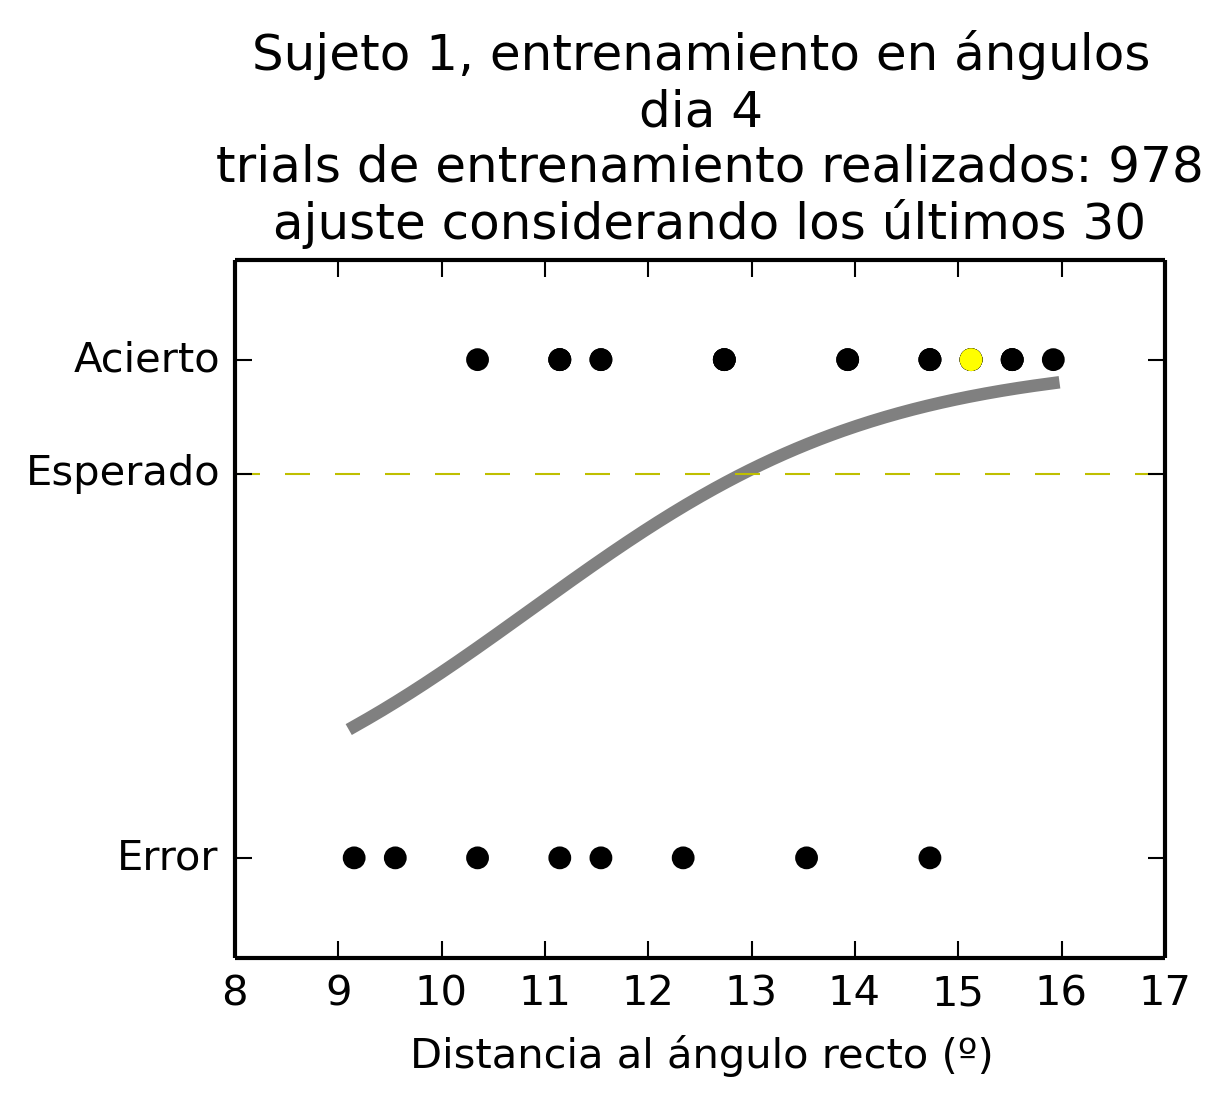 Sujeto 1, entrenamiento en ángulos
dia 4
trials de entrenamiento realizados: 978
ajuste considerando los últimos 30
Acierto
Esperado
Error
8 9 10 11 12 13 14 15 16 17
Distancia al ángulo recto (º)